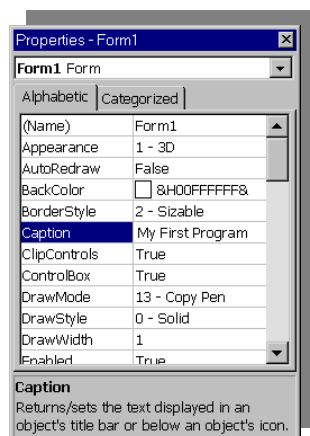 Properties - Form1
Form1 Form
Alphabetic Categorized
(Name) Form1
Appearance 1 - 3D
AutoRedraw False
BackColor &H00FFFFFF&
BorderStyle 2 - Sizable
Caption My First Program
ClipControls True
ControlBox True
DrawMode 13 - Copy Pen
DrawStyle 0 - Solid
DrawWidth 1
Enabled True
Caption
Returns/sets the text displayed in an
object's title bar or below an object's icon.